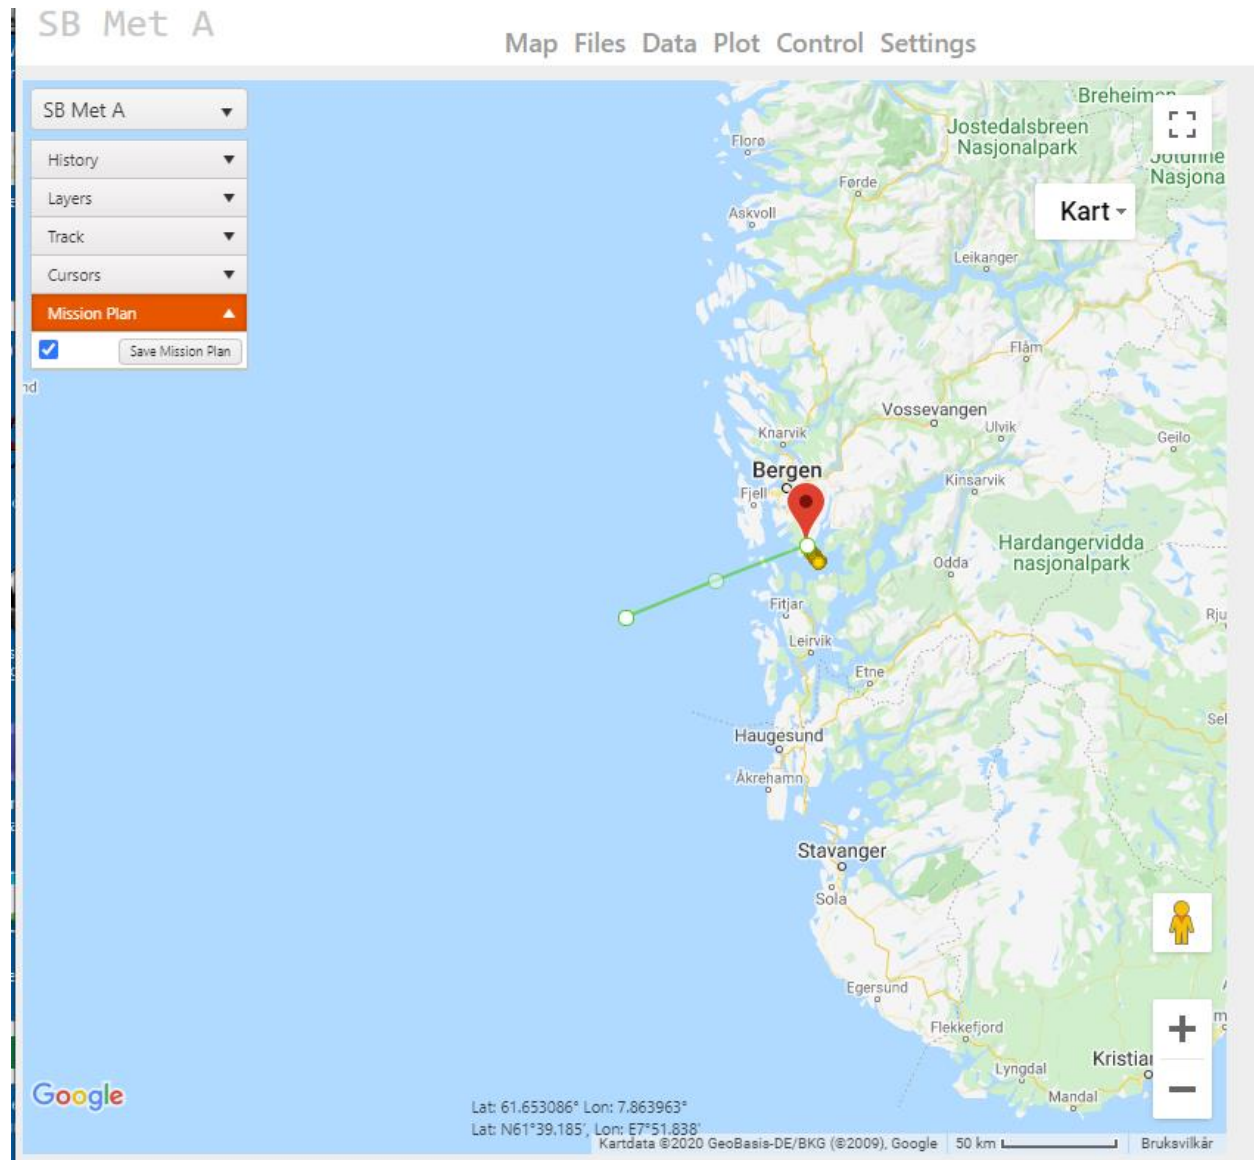 SB Met A
Map Files Data Plot Control Settings
SB Met A
History
Layers
Track
Cursors
Mission Plan
Save Mission Plan
Breheimen
Jostedalsbreen
Nasjonalpark
Jotunhe
Nasjona
Florø
Førde
Askvoll
Kart
Leikanger
Flåm
Vossevangen
Ulvik
Knarvik
Geilo
Bergen
Kinsarvik
Fjell
Hardangervidda
nasjonalpark
Odda
Fitjar
Rju
Leirvik
Etne
Sel
Haugesund
Åkrehamn
Stavanger
Sola
Egersund
Flekkefjord
Lyngdal
Kristia
Mandal
Google
Lat: 61.653086° Lon: 7.863963°
Lat: N61°39.185', Lon: E7°51.838'
Kartdata ©2020 GeoBasis-DE/BKG (©2009), Google 50 km Bruksvilkår